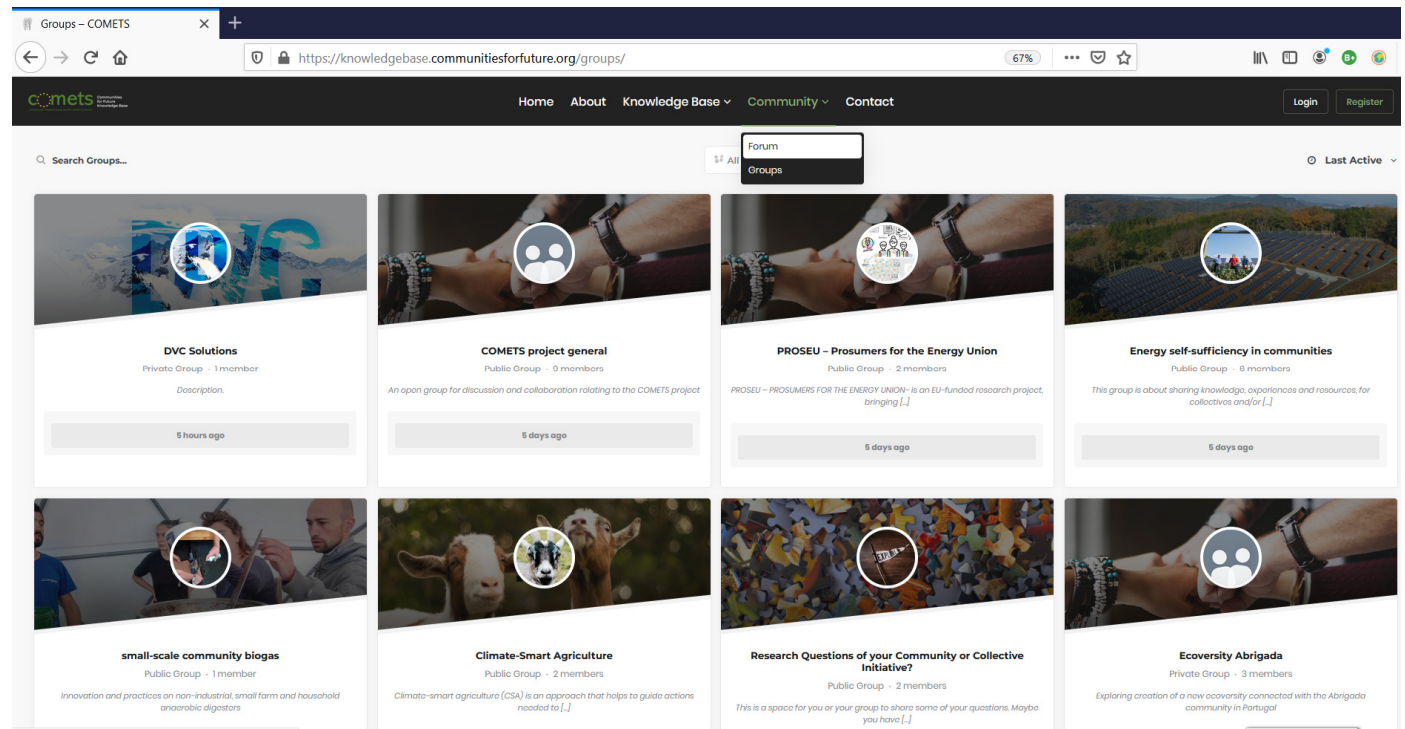 Groups – COMETS
https://knowledgebase.communitiesforfuture.org/groups/
67%
comets Communities for Future Knowledge Base
Home About Knowledge Base Community Contact
Login Register
Forum
Groups
Search Groups...
All
Last Active
DVC
DVC Solutions
Private Group · 1 member
Description.
5 hours ago
COMETS project general
Public Group · 9 members
An open group for discussion and collaboration relating to the COMETS project
5 days ago
PROSEU – Prosumers for the Energy Union
Public Group · 2 members
PROSEU – PROSUMERS FOR THE ENERGY UNION- is an EU-funded research project,
bringing [...]
5 days ago
Energy self-sufficiency in communities
Public Group · 6 members
This group is about sharing knowledge, experiences and resources, for
collectives and/or [...]
5 days ago
small-scale community biogas
Public Group · 1 member
Innovation and practices on non-industrial, small farm and household
anaerobic digesters
Climate-Smart Agriculture
Public Group · 2 members
Climate-smart agriculture (CSA) is an approach that helps to guide actions
needed to [...]
Research Questions of your Community or Collective
Initiative?
Public Group · 2 members
This is a space for you or your group to share some of your questions. Maybe
you have [...]
Ecoversity Abrigada
Private Group · 3 members
Exploring creation of a new ecoversity connected with the Abrigada
community in Portugal